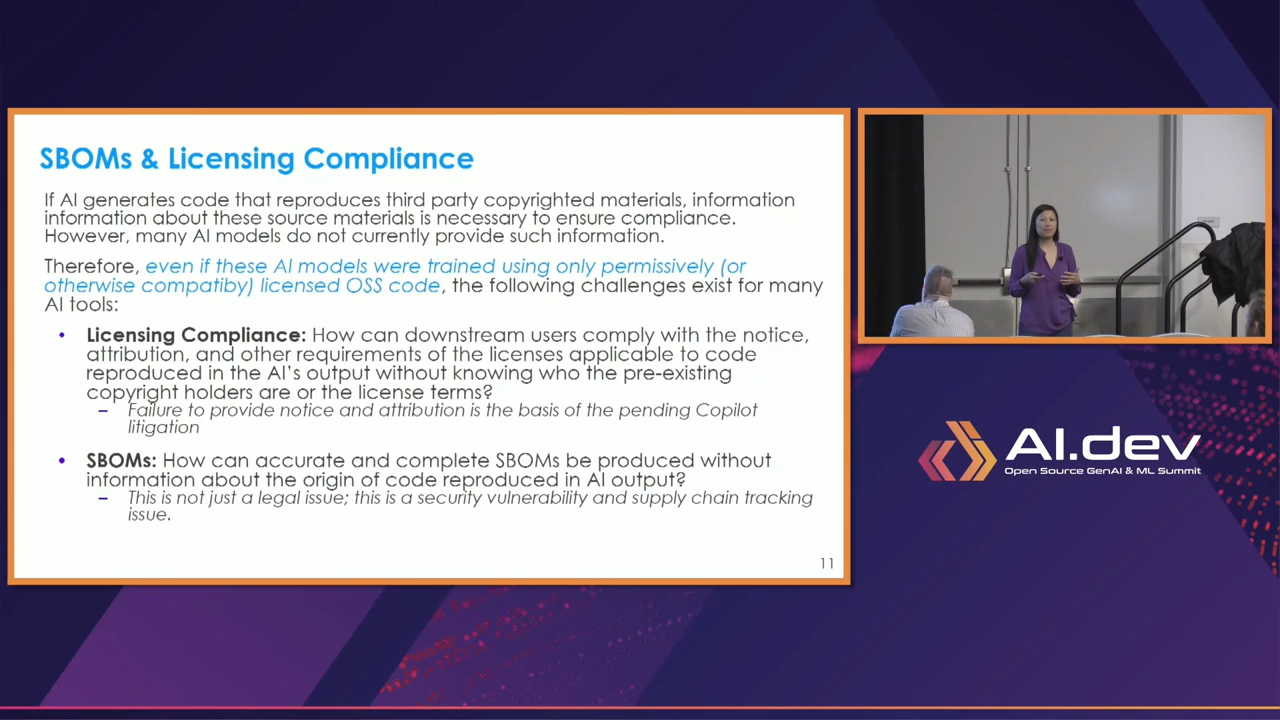 SBOMs & Licensing Compliance
If AI generates code that reproduces third party copyrighted materials, information
information about these source materials is necessary to ensure compliance.
However, many AI models do not currently provide such information.
Therefore, even if these AI models were trained using only permissively (or
otherwise compatiby) licensed OSS code, the following challenges exist for many
AI tools:
• Licensing Compliance: How can downstream users comply with the notice,
attribution, and other requirements of the licenses applicable to code
reproduced in the AI's output without knowing who the pre-existing
copyright holders are or the license terms?
– Failure to provide notice and attribution is the basis of the pending Copilot
litigation
• SBOMs: How can accurate and complete SBOMs be produced without
information about the origin of code reproduced in AI output?
– This is not just a legal issue; this is a security vulnerability and supply chain tracking
issue.
11
AI.dev
Open Source GenAI & ML Summit